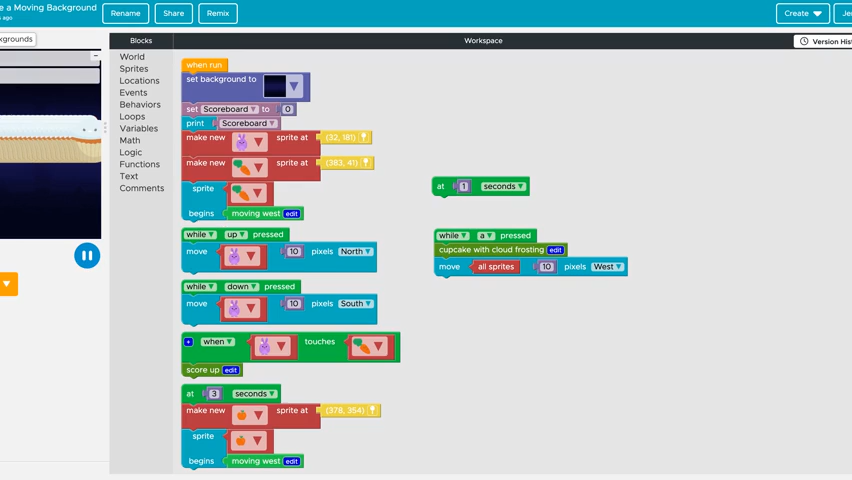 e a Moving Background
s ago
Rename
Share
Remix
Create
Je
kgrounds
Blocks
Workspace
Version His
World
Sprites
Locations
Events
Behaviors
Loops
Variables
Math
Logic
Functions
Text
Comments
when run
set background to
set Scoreboard to 0
print Scoreboard
make new sprite at (32, 181)
make new sprite at (383, 41)
sprite
begins moving west edit
while up pressed
move 10 pixels North
while down pressed
move 10 pixels South
when touches
score up edit
at 3 seconds
make new sprite at (378, 354)
sprite
begins moving west edit
at 1 seconds
while a pressed
cupcake with cloud frosting edit
move all sprites 10 pixels West